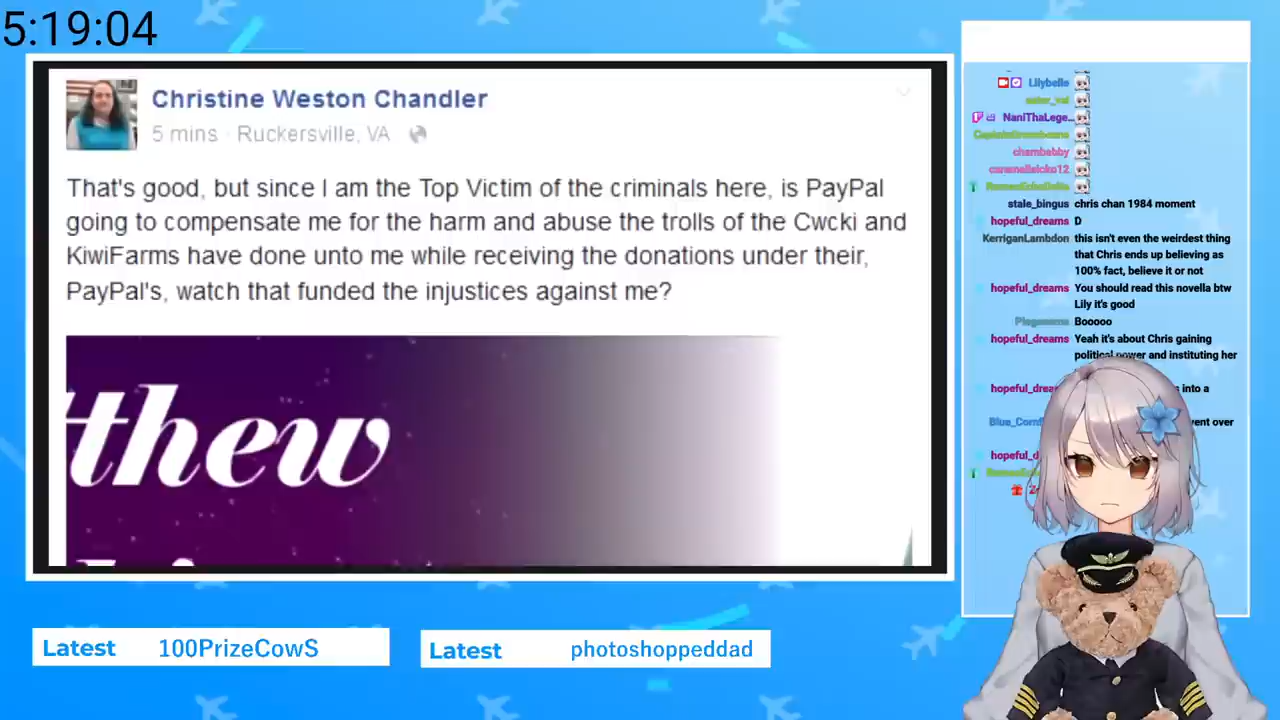 5:19:04
Christine Weston Chandler
5 mins · Ruckersville, VA
That's good, but since I am the Top Victim of the criminals here, is PayPal
going to compensate me for the harm and abuse the trolls of the Cwcki and
KiwiFarms have done unto me while receiving the donations under their,
PayPal's, watch that funded the injustices against me?
thew
Latest 100PrizeCowS
Latest photoshoppeddad
Lilybelle
NaniThaLege...
chambabby
caramellsicko12
stale_bingus chris chan 1984 moment
hopeful_dreams D
KerriganLambdon this isn't even the weirdest thing
that Chris ends up believing as
100% fact, believe it or not
hopeful_dreams You should read this novella btw
Lily it's good
Booooo
hopeful_dreams Yeah it's about Chris gaining
political power and instituting her
into a
vent over